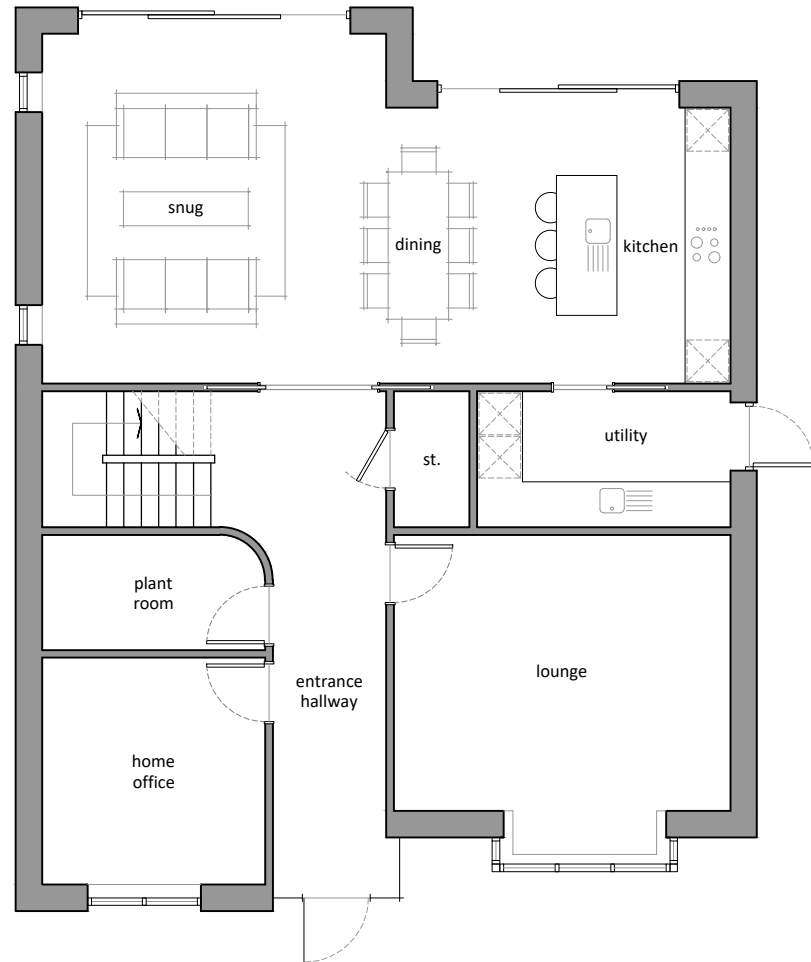 snug
dining
kitchen
utility
st.
plant
room
lounge
entrance
hallway
home
office